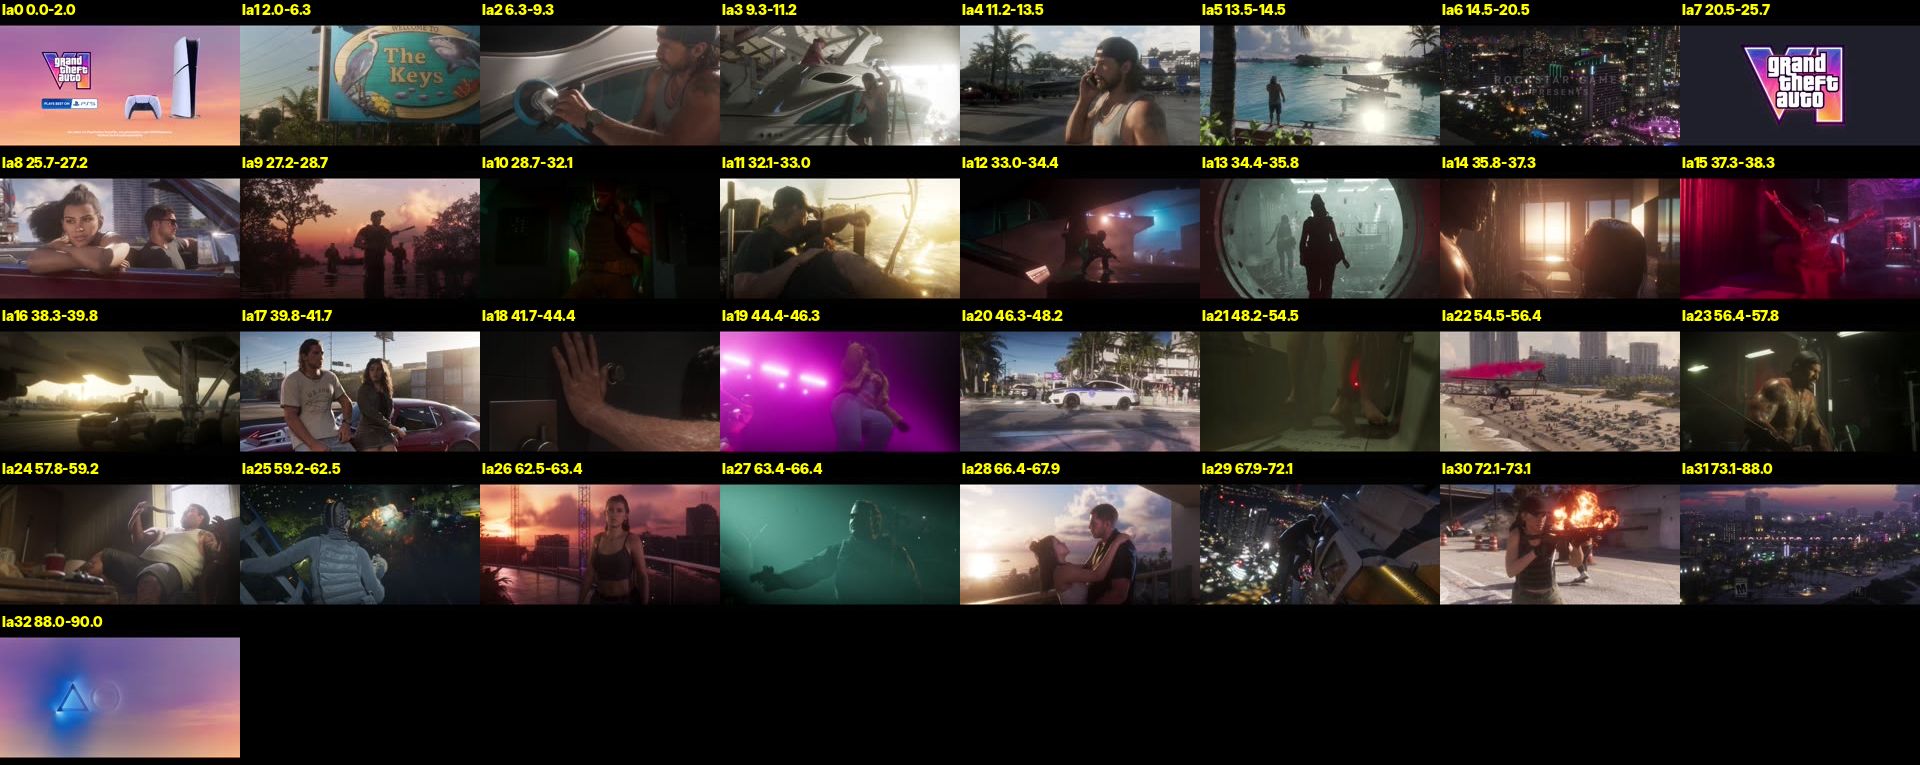 la0 0.0-2.0
la1 2.0-6.3
la2 6.3-9.3
la3 9.3-11.2
la4 11.2-13.5
la5 13.5-14.5
la6 14.5-20.5
la7 20.5-25.7
VI
grand
theft
auto
PLAYS BEST ON PS5
WELCOME TO
The
Keys
ROCKSTAR GAMES
PRESENTS
VI
grand
theft
auto
la8 25.7-27.2
la9 27.2-28.7
la10 28.7-32.1
la11 32.1-33.0
la12 33.0-34.4
la13 34.4-35.8
la14 35.8-37.3
la15 37.3-38.3
la16 38.3-39.8
la17 39.8-41.7
la18 41.7-44.4
la19 44.4-46.3
la20 46.3-48.2
la21 48.2-54.5
la22 54.5-56.4
la23 56.4-57.8
la24 57.8-59.2
la25 59.2-62.5
la26 62.5-63.4
la27 63.4-66.4
la28 66.4-67.9
la29 67.9-72.1
la30 72.1-73.1
la31 73.1-88.0
la32 88.0-90.0